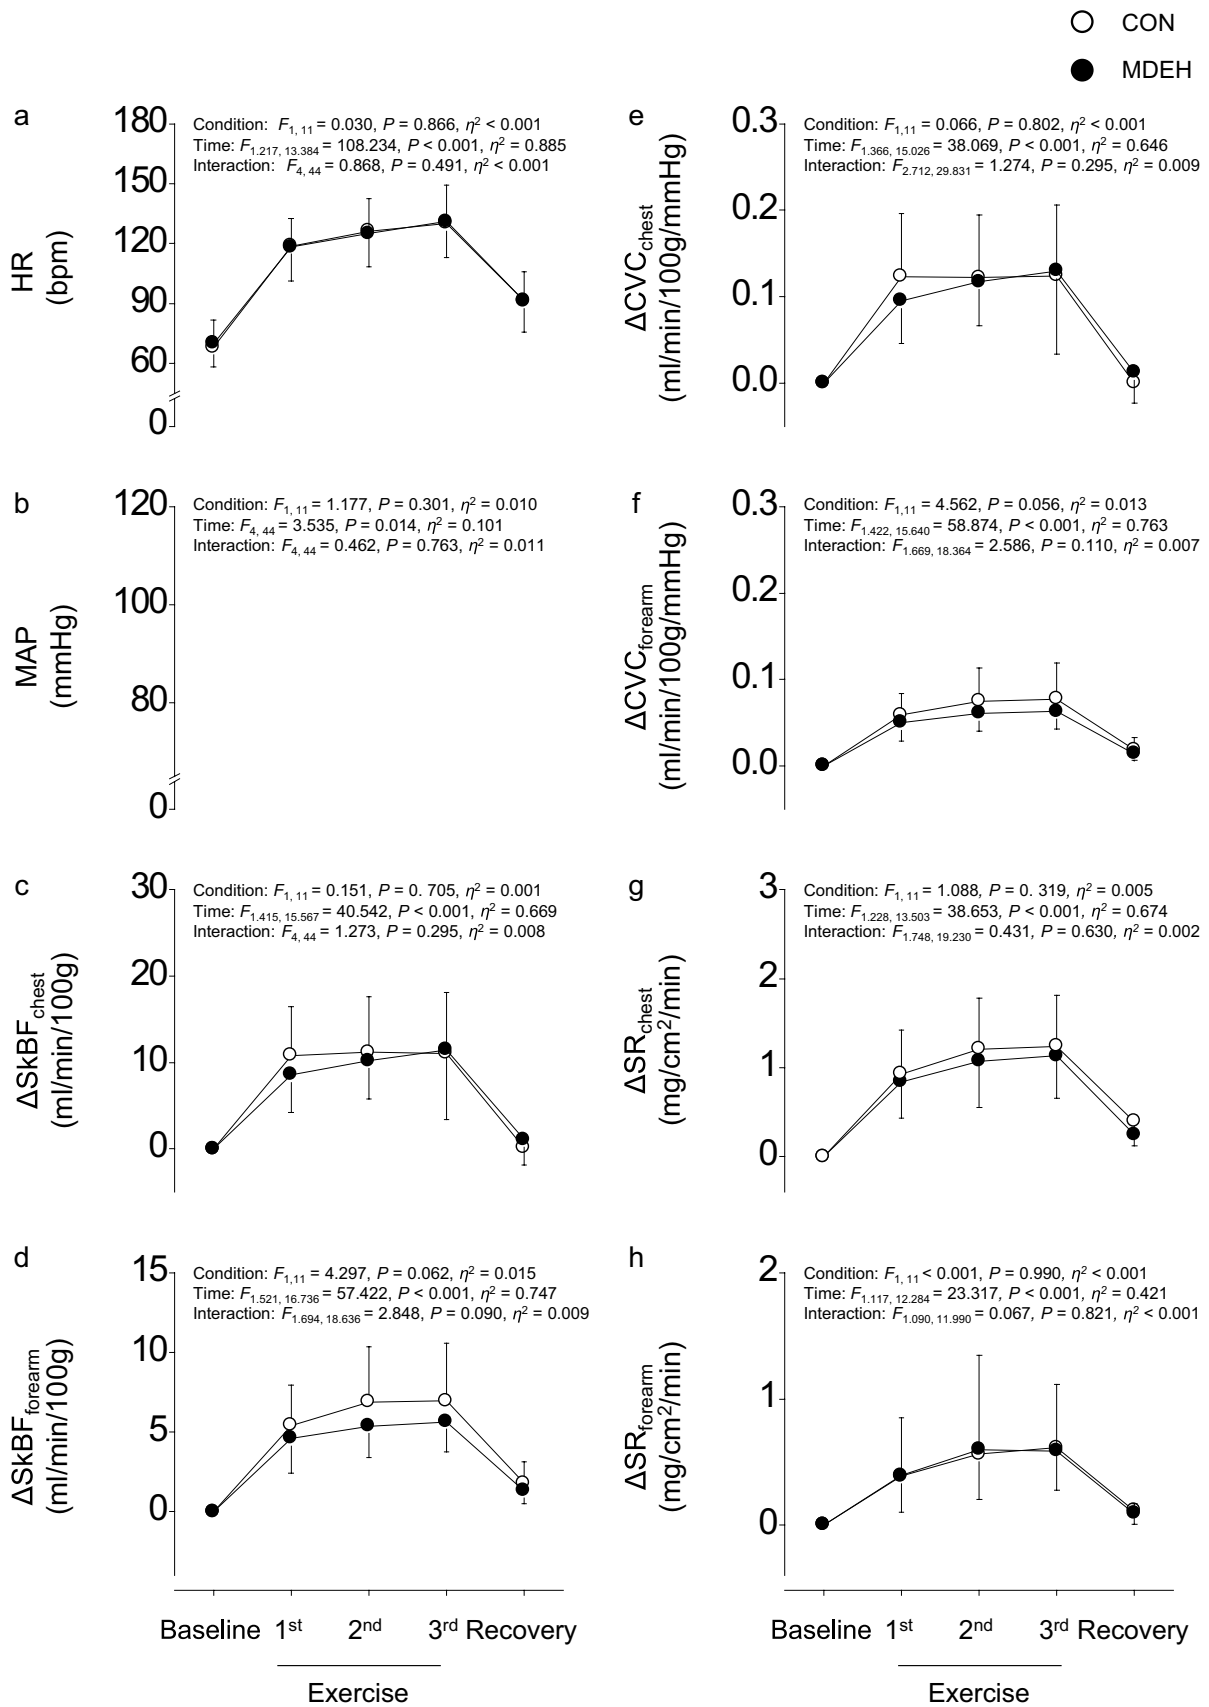 CON
MDEH
a
180
150
120
90
60
0
HR
(bpm)
Condition: F1, 11 = 0.030, P = 0.866, η2 < 0.001
Time: F1.217, 13.384 = 108.234, P < 0.001, η2 = 0.885
Interaction: F4, 44 = 0.868, P = 0.491, η2 < 0.001
b
120
100
80
0
MAP
(mmHg)
Condition: F1, 11 = 1.177, P = 0.301, η2 = 0.010
Time: F4, 44 = 3.535, P = 0.014, η2 = 0.101
Interaction: F4, 44 = 0.462, P = 0.763, η2 = 0.011
c
30
20
10
0
ΔSkBFchest
(ml/min/100g)
Condition: F1, 11 = 0.151, P = 0. 705, η2 = 0.001
Time: F1.415, 15.567 = 40.542, P < 0.001, η2 = 0.669
Interaction: F4, 44 = 1.273, P = 0.295, η2 = 0.008
d
15
10
5
0
ΔSkBFforearm
(ml/min/100g)
Condition: F1,11 = 4.297, P = 0.062, η2 = 0.015
Time: F1.521, 16.736 = 57.422, P < 0.001, η2 = 0.747
Interaction: F1.694, 18.636 = 2.848, P = 0.090, η2 = 0.009
Baseline 1st 2nd 3rd Recovery
Exercise
e
0.3
0.2
0.1
0.0
ΔCVCchest
(ml/min/100g/mmHg)
Condition: F1,11 = 0.066, P = 0.802, η2 < 0.001
Time: F1.366, 15.026 = 38.069, P < 0.001, η2 = 0.646
Interaction: F2.712, 29.831 = 1.274, P = 0.295, η2 = 0.009
f
0.3
0.2
0.1
0.0
ΔCVCforearm
(ml/min/100g/mmHg)
Condition: F1,11 = 4.562, P = 0.056, η2 = 0.013
Time: F1.422, 15.640 = 58.874, P < 0.001, η2 = 0.763
Interaction: F1.669, 18.364 = 2.586, P = 0.110, η2 = 0.007
g
3
2
1
0
ΔSRchest
(mg/cm2/min)
Condition: F1, 11 = 1.088, P = 0. 319, η2 = 0.005
Time: F1.228, 13.503 = 38.653, P < 0.001, η2 = 0.674
Interaction: F1.748, 19.230 = 0.431, P = 0.630, η2 = 0.002
h
2
1
0
ΔSRforearm
(mg/cm2/min)
Condition: F1, 11 < 0.001, P = 0.990, η2 < 0.001
Time: F1.117, 12.284 = 23.317, P < 0.001, η2 = 0.421
Interaction: F1.090, 11.990 = 0.067, P = 0.821, η2 < 0.001
Baseline 1st 2nd 3rd Recovery
Exercise